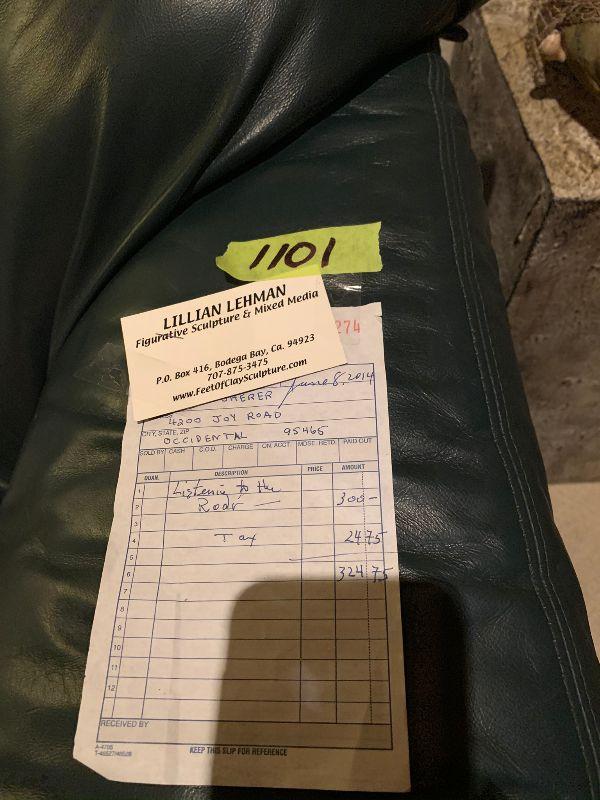 1101
LILLIAN LEHMAN
Figurative Sculpture & Mixed Media
P.O. Box 416, Bodega Bay, Ca. 94923
707-875-3475
www.FeetOfClaySculpture.com
274
June 8, 2014
HERER
4200 JOY ROAD
CITY, STATE, ZIP
OCCIDENTAL 95465
SOLD BY CASH C.O.D. CHARGE ON ACCT. MDSE. RETD. PAID OUT
QUAN. DESCRIPTION PRICE AMOUNT
1 Listening to the
2 Roar — 300 -
3
4 Tax 24 75
5
6 324 75
7
8
9
10
11
12
RECEIVED BY
A-4705
KEEP THIS SLIP FOR REFERENCE